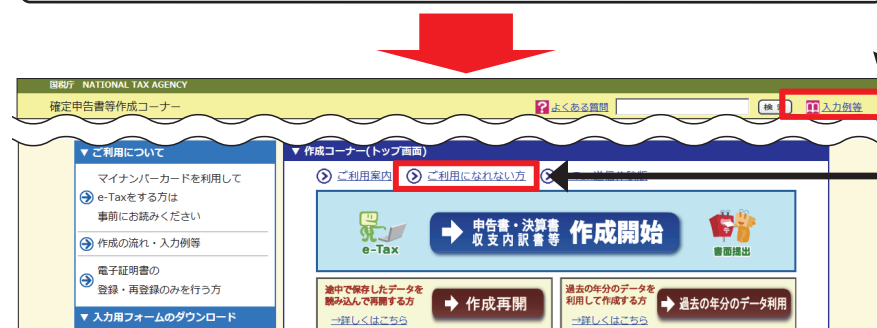 国税庁 NATIONAL TAX AGENCY
確定申告書等作成コーナー
? よくある質問
検
入力例等
▼ ご利用について
マイナンバーカードを利用して
e-Taxをする方は
事前にお読みください
作成の流れ・入力例等
電子証明書の
登録・再登録のみを行う方
▼ 入力用フォームのダウンロード
▼ 作成コーナー(トップ画面)
ご利用案内
ご利用になれない方
e-Tax
申告書・決算書
収支内訳書等
作成開始
書面提出
途中で保存したデータを
読み込んで再開する方
作成再開
→詳しくはこちら
過去の年分のデータを
利用して作成する方
過去の年分のデータ利用
→詳しくはこちら